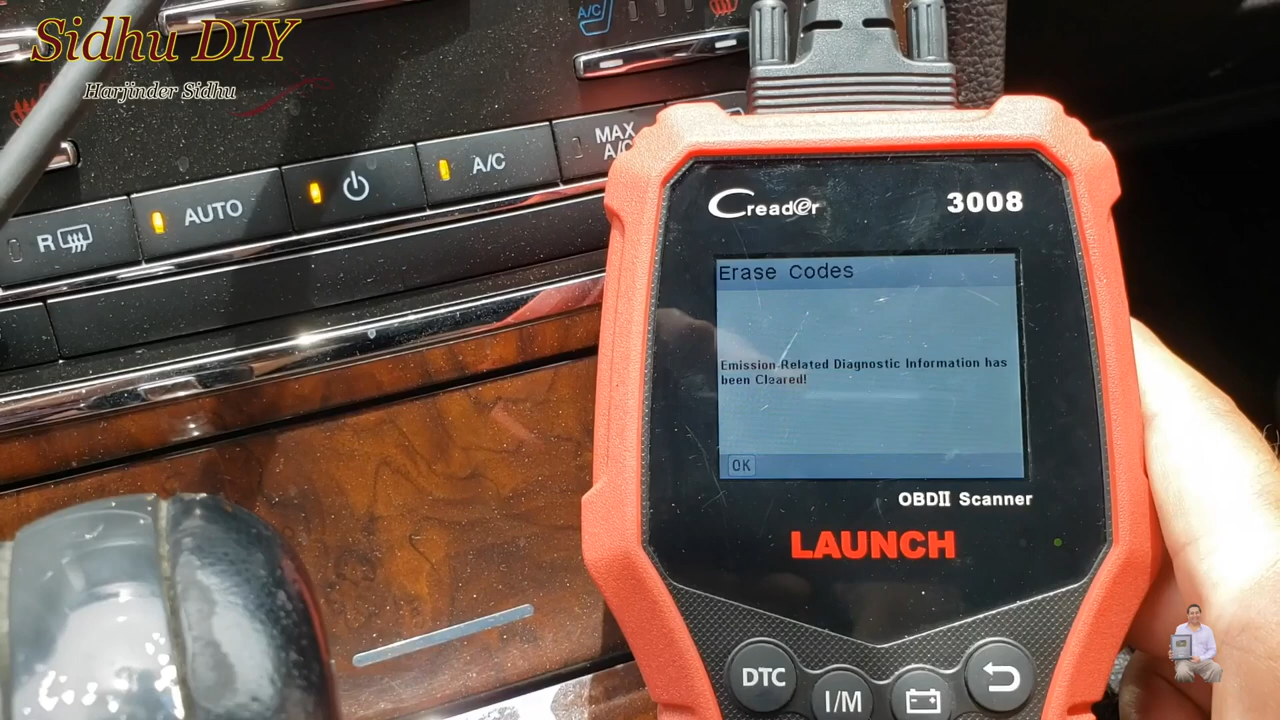 Sidhu DIY
Harjinder Sidhu
A/C
MAX
A/C
A/C
AUTO
R
Creader
3008
Erase Codes
Emission Related Diagnostic Information has
been Cleared!
OK
OBDII Scanner
LAUNCH
DTC
I/M